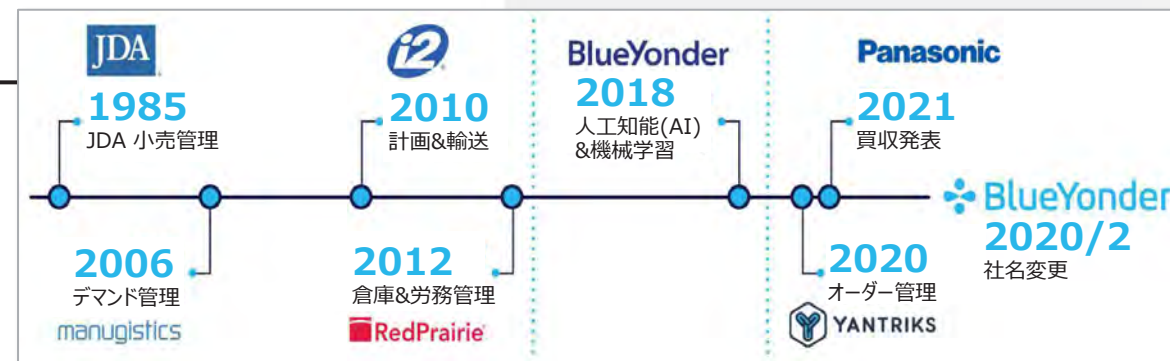 JDA
1985
JDA 小売管理
i2
2010
計画&輸送
BlueYonder
2018
人工知能(AI)
&機械学習
Panasonic
2021
買収発表
2006
デマンド管理
manugistics
2012
倉庫&労務管理
RedPrairie
2020
オーダー管理
YANTRIKS
BlueYonder
2020/2
社名変更